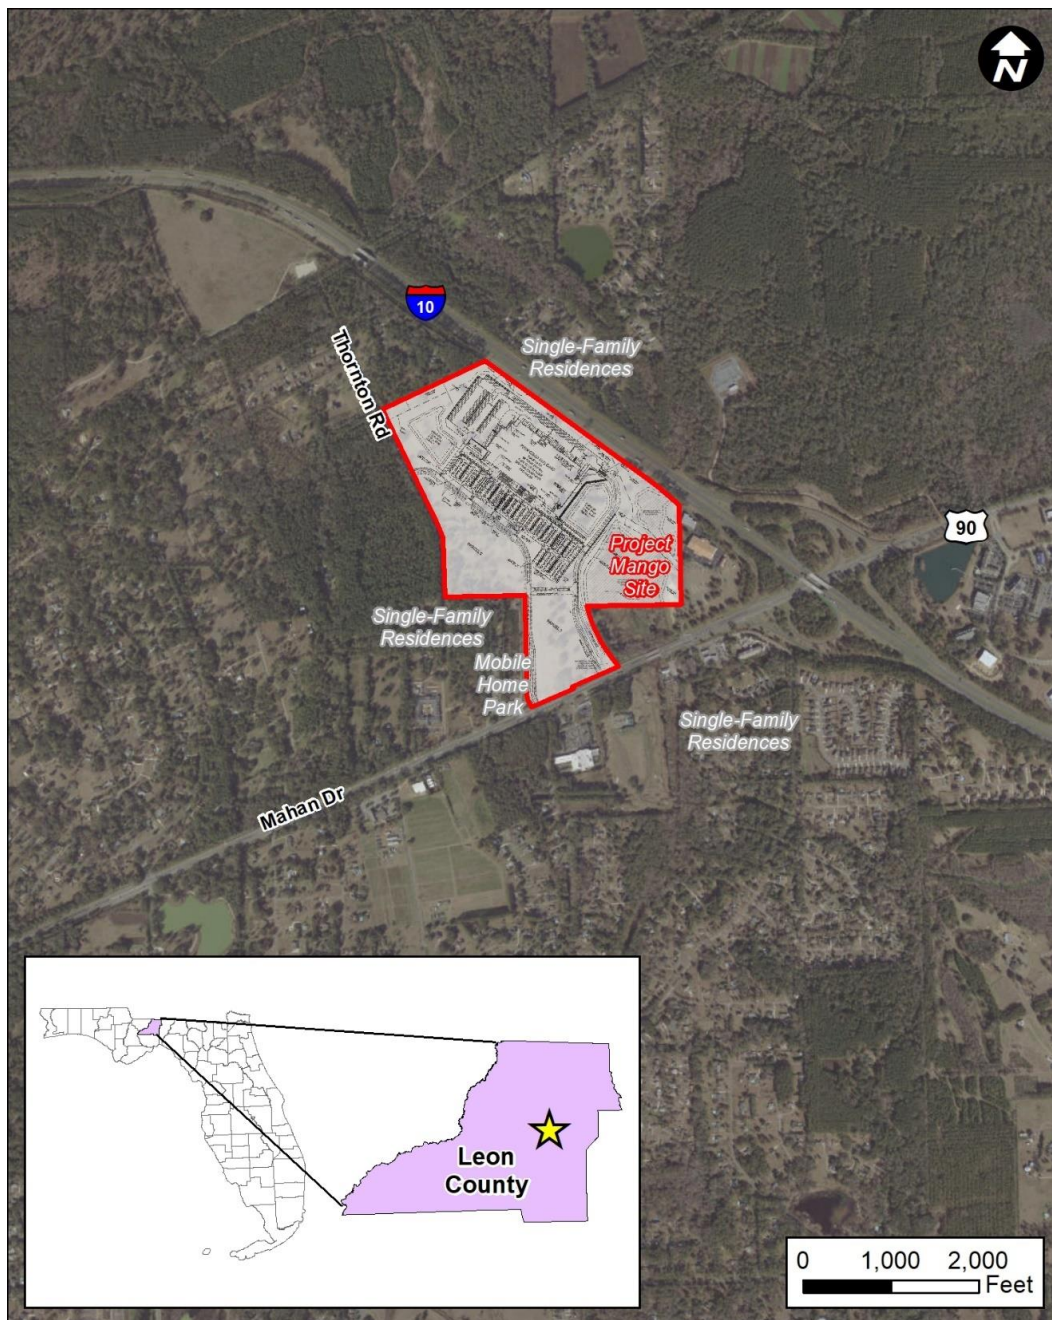 N
10
Thornton Rd
Single-Family
Residences
90
Project
Mango
Site
Single-Family
Residences
Mobile
Home
Park
Single-Family
Residences
Mahan Dr
Leon
County
0 1,000 2,000
Feet